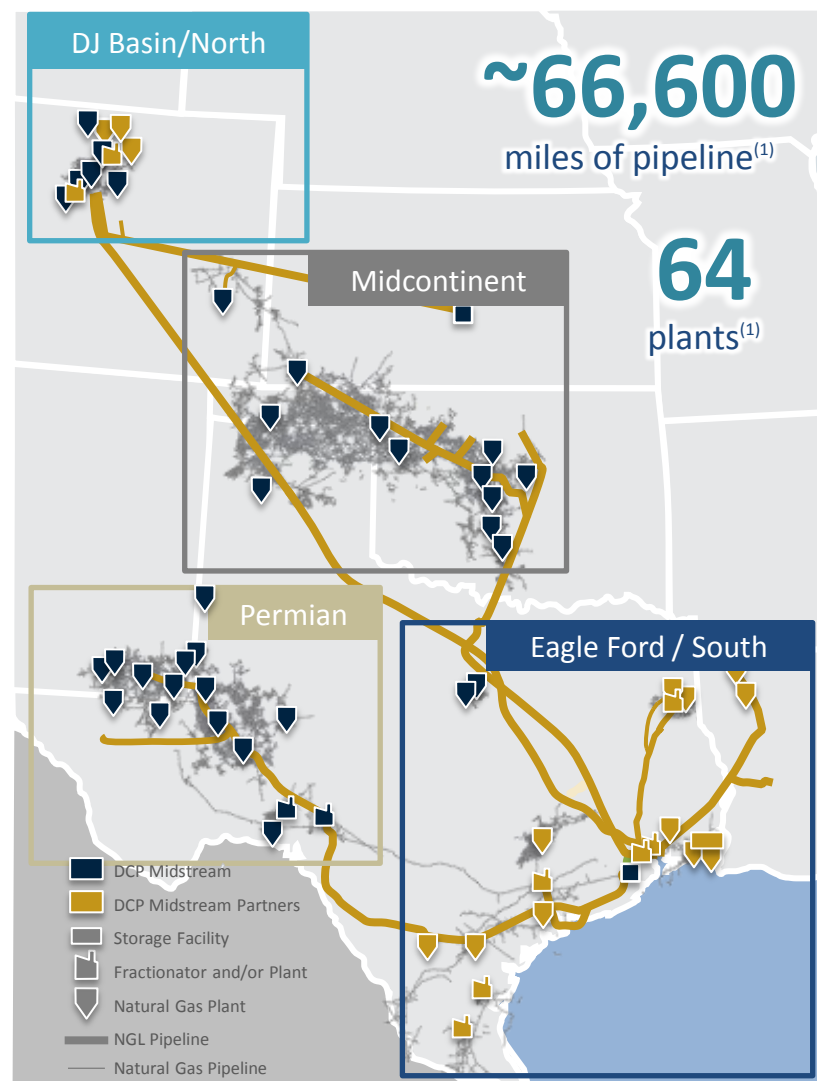 DJ Basin/North
~66,600
miles of pipeline(1)
64
plants(1)
Midcontinent
Permian
Eagle Ford / South
DCP Midstream
DCP Midstream Partners
Storage Facility
Fractionator and/or Plant
Natural Gas Plant
NGL Pipeline
Natural Gas Pipeline